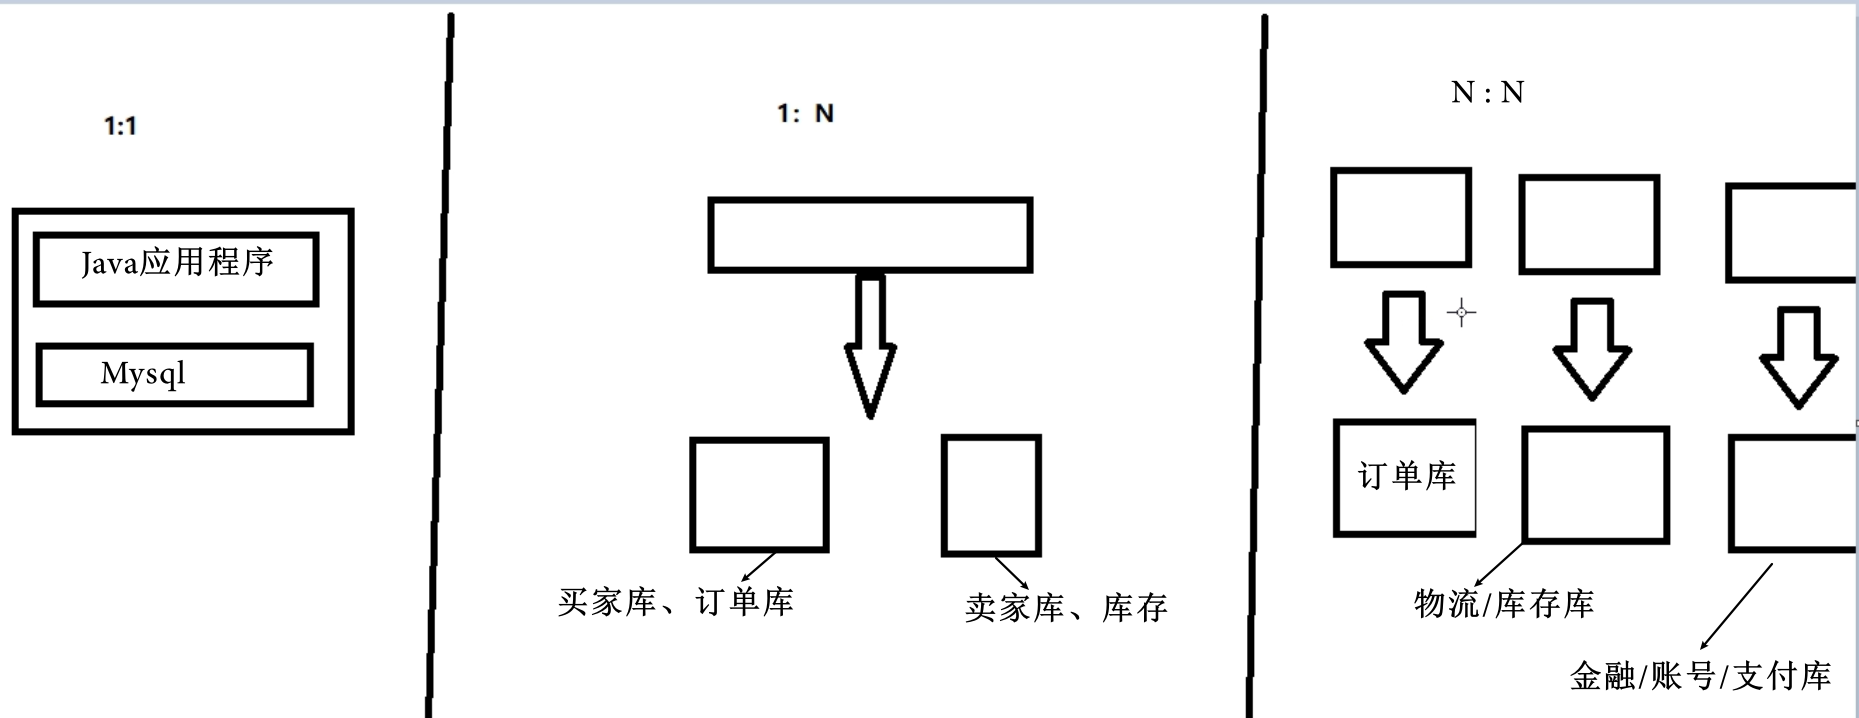 1:1
Java应用程序
Mysql
1: N
买家库、订单库
卖家库、库存
N : N
订单库
物流/库存库
金融/账号/支付库